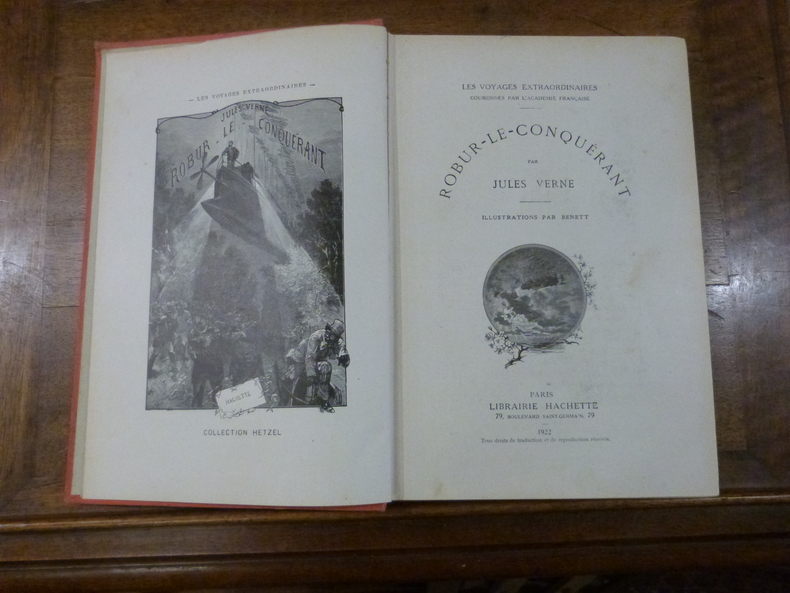 — LES VOYAGES EXTRAORDINAIRES —
JULES VERNE
ROBUR - LE CONQUÉRANT
HACHETTE
COLLECTION HETZEL
LES VOYAGES EXTRAORDINAIRES
COURONNÉS PAR L'ACADÉMIE FRANÇAISE
ROBUR-LE-CONQUÉRANT
PAR
JULES VERNE
ILLUSTRATIONS PAR BENETT
PARIS
LIBRAIRIE HACHETTE
79, BOULEVARD SAINT-GERMAIN, 79
1922
Tous droits de traduction et de reproduction réservés.